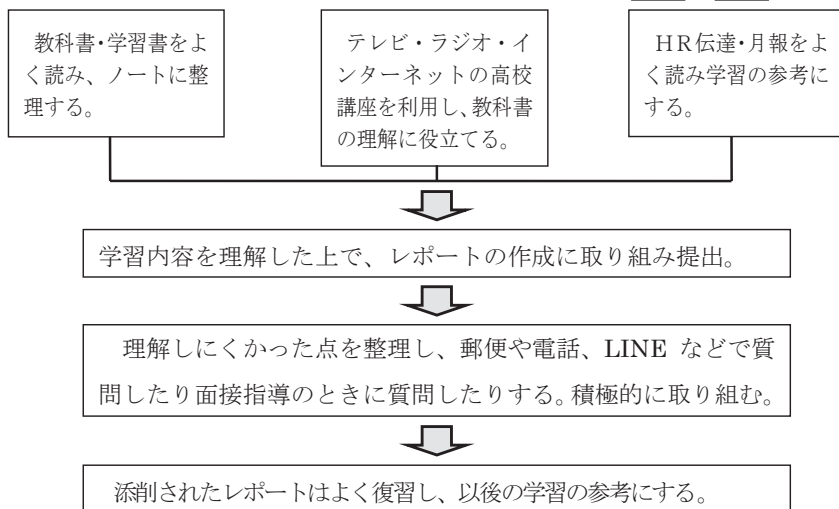 教科書・学習書をよ
く読み、ノートに整
理する。
テレビ・ラジオ・イ
ンターネットの高校
講座を利用し、教科書
の理解に役立てる。
HR伝達・月報をよ
く読み学習の参考に
する。
学習内容を理解した上で、レポートの作成に取り組み提出。
理解しにくかった点を整理し、郵便や電話、LINE などで質
問したり面接指導のときに質問したりする。積極的に取り組む。
添削されたレポートはよく復習し、以後の学習の参考にする。